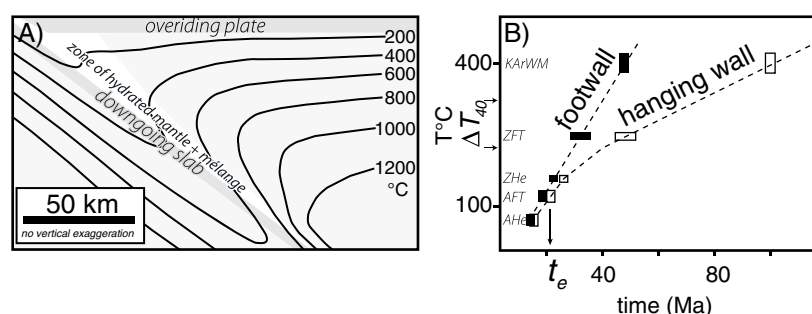 A)
overiding plate
zone of hydrated mantle + mélange
downgoing slab
200
400
600
800
1000
1200
°C
50 km
no vertical exaggeration
B)
T°C
Δ T40
400
100
KArWM
ZFT
ZHe
AFT
AHe
footwall
hanging wall
te
40
80
time (Ma)